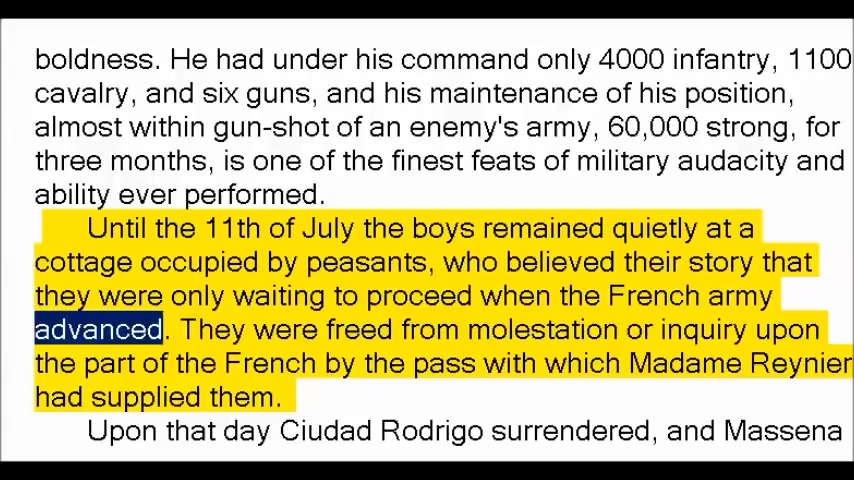 boldness. He had under his command only 4000 infantry, 1100
cavalry, and six guns, and his maintenance of his position,
almost within gun-shot of an enemy's army, 60,000 strong, for
three months, is one of the finest feats of military audacity and
ability ever performed.
Until the 11th of July the boys remained quietly at a
cottage occupied by peasants, who believed their story that
they were only waiting to proceed when the French army
advanced. They were freed from molestation or inquiry upon
the part of the French by the pass with which Madame Reynier
had supplied them.
Upon that day Ciudad Rodrigo surrendered, and Massena